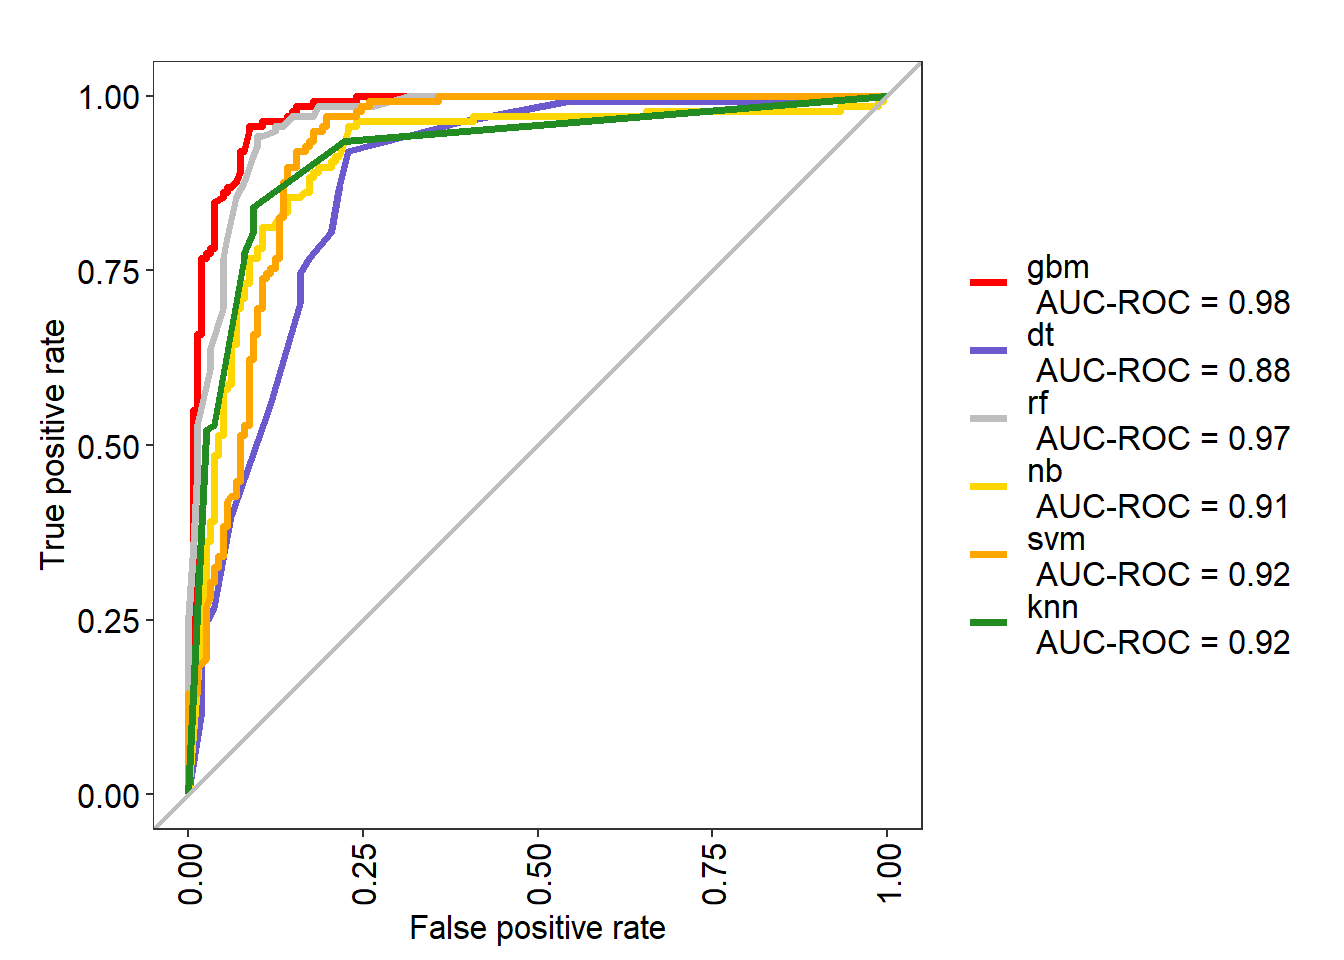 1.00
0.75
0.50
0.25
0.00
True positive rate
0.00
0.25
0.50
0.75
1.00
False positive rate
gbm
AUC-ROC = 0.98
dt
AUC-ROC = 0.88
rf
AUC-ROC = 0.97
nb
AUC-ROC = 0.91
svm
AUC-ROC = 0.92
knn
AUC-ROC = 0.92